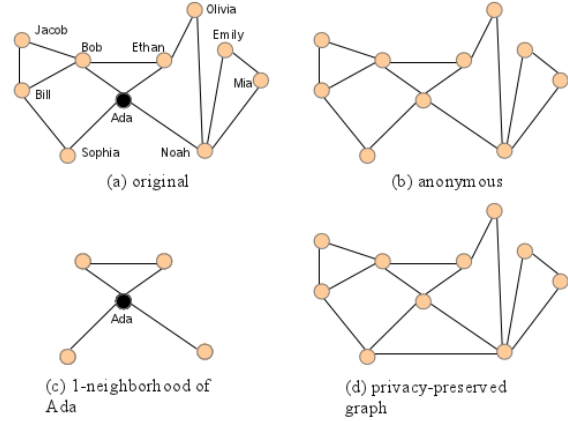 Olivia
Jacob
Emily
Bob
Ethan
Mia
Bill
Ada
Sophia
Noah
(a) original
(b) anonymous
Ada
(c) 1-neighborhood of
Ada
(d) privacy-preserved
graph